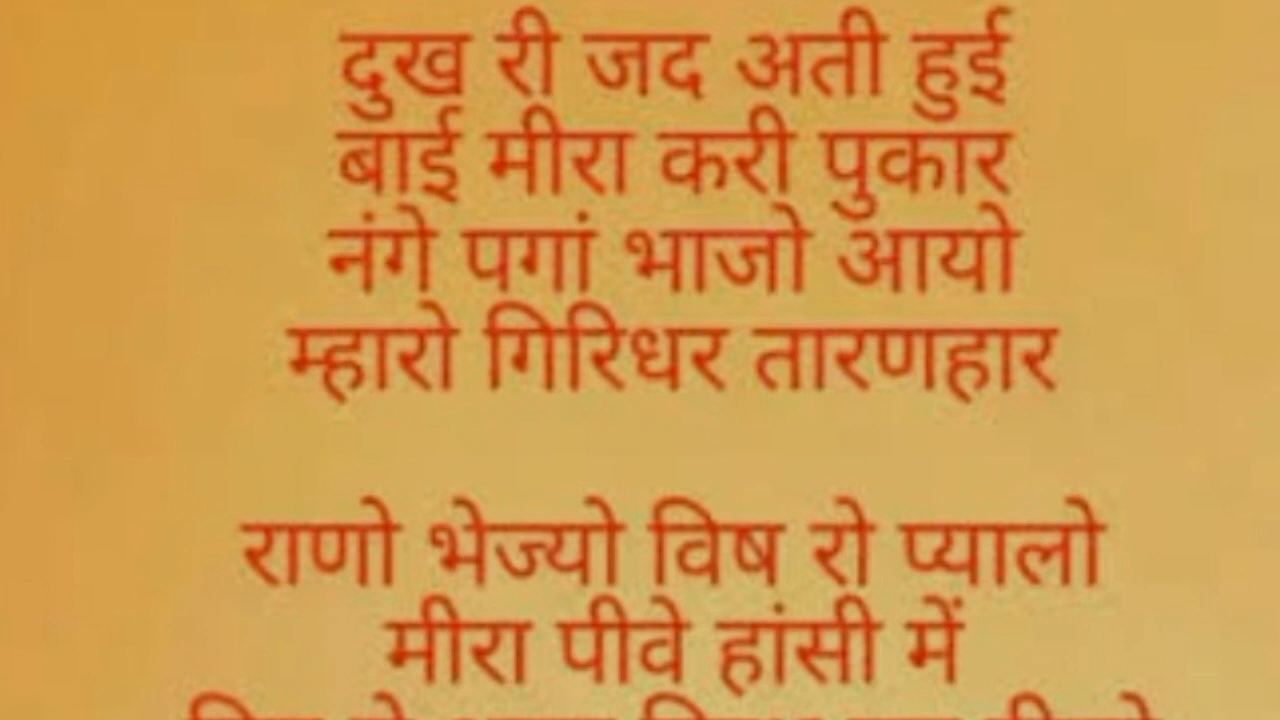 दुख री जद अती हुई
बाई मीरा करी पुकार
नंगे पगां भाजो आयो
म्हारो गिरिधर तारणहार
राणो भेज्यो विष रो प्यालो
मीरा पीवे हांसी में